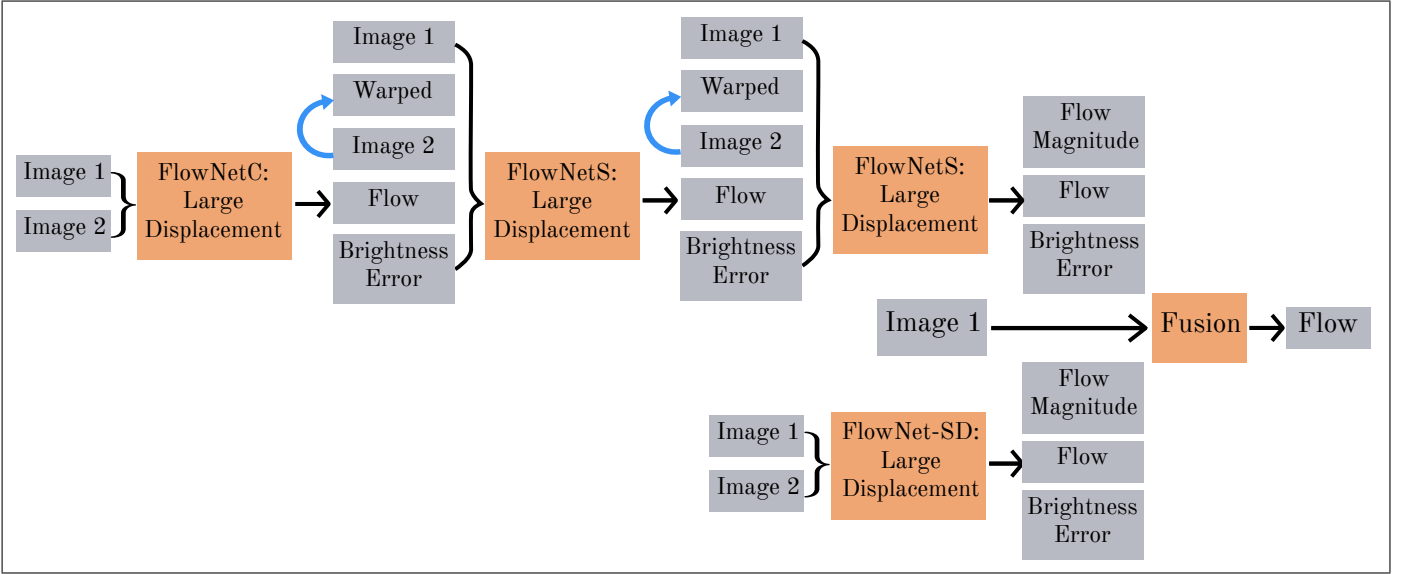 Image 1
Image 2
FlowNetC:
Large
Displacement
Image 1
Warped
Image 2
Flow
Brightness
Error
FlowNetS:
Large
Displacement
Image 1
Warped
Image 2
Flow
Brightness
Error
FlowNetS:
Large
Displacement
Flow
Magnitude
Flow
Brightness
Error
Image 1
Fusion
Flow
Image 1
Image 2
FlowNet-SD:
Large
Displacement
Flow
Magnitude
Flow
Brightness
Error